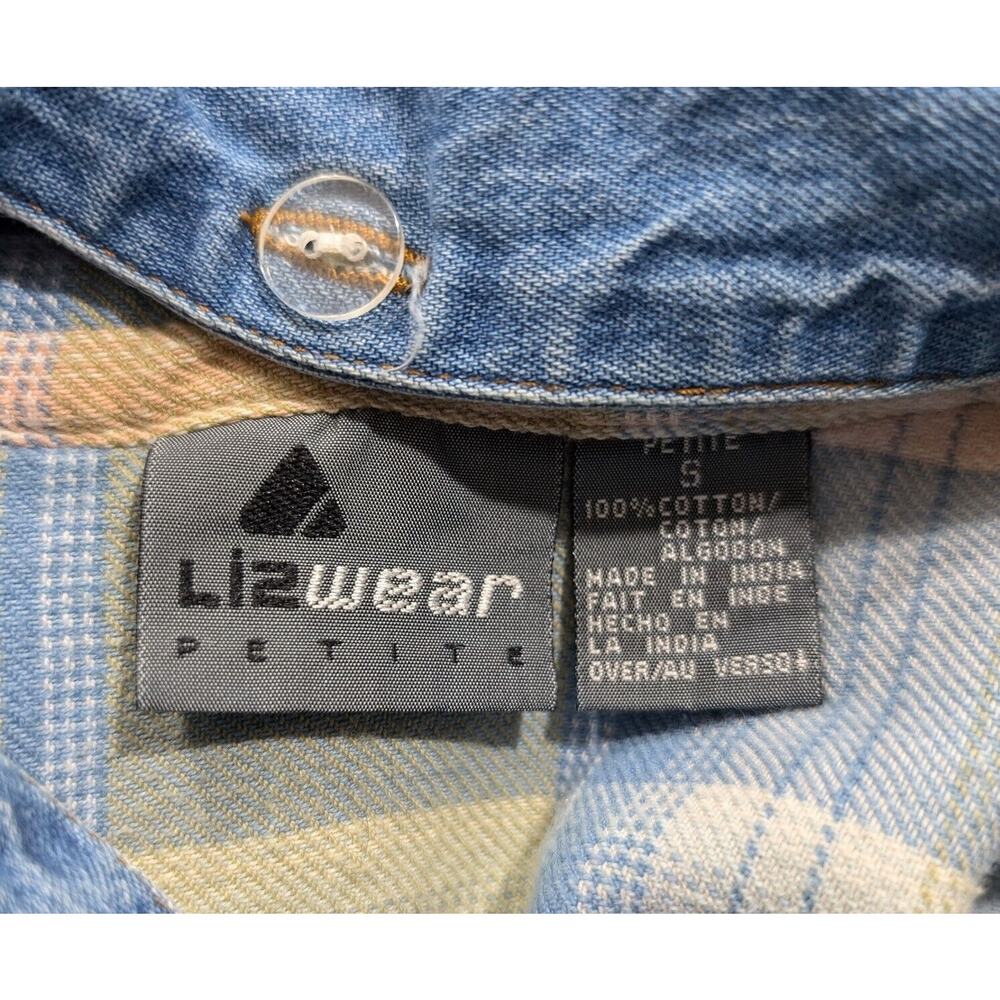 Lizwear
PETITE
PETITE
S
100%COTTON/
COTON/
ALGODON
MADE IN INDIA
FAIT EN INDE
HECHO EN
LA INDIA
OVER/AU VERSO